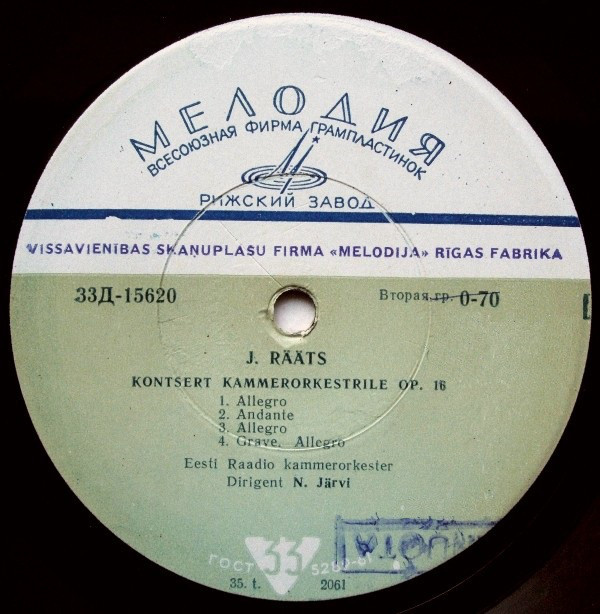 МЕЛОДИЯ
ВСЕСОЮЗНАЯ ФИРМА ГРАМПЛАСТИНОК
РИЖСКИЙ ЗАВОД
VISSAVIENĪBAS SKAŅUPLAŠU FIRMA «MELODIJA» RĪGAS FABRIKA
33Д-15620
Вторая гр. 0-70
J. RÄÄTS
KONTSERT KAMMERORKESTRILE OP. 16
1. Allegro
2. Andante
3. Allegro
4. Grave, Allegro
Eesti Raadio kammerorkester
Dirigent N. Järvi
ГОСТ 33
35. t. 2061